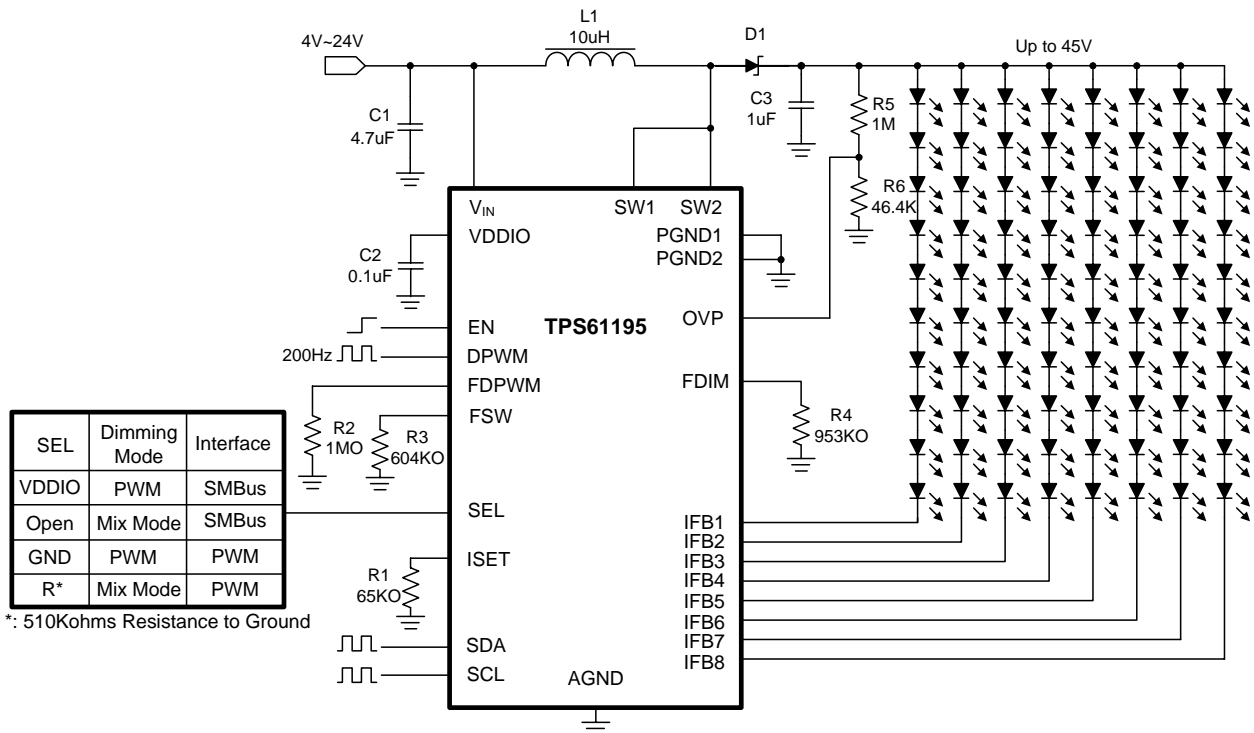 L1
10uH
4V~24V
D1
Up to 45V
C1
4.7uF
C3
1uF
R5
1M
R6
46.4K
VIN
SW1
SW2
VDDIO
PGND1
PGND2
C2
0.1uF
TPS61195
OVP
EN
200Hz
DPWM
FDPWM
FSW
FDIM
R2
1MO
R3
604KO
R4
953KO
SEL
Dimming
Mode
Interface
VDDIO
PWM
SMBus
Open
Mix Mode
SMBus
GND
PWM
PWM
R*
Mix Mode
PWM
*: 510Kohms Resistance to Ground
SEL
ISET
R1
65KO
SDA
SCL
AGND
IFB1
IFB2
IFB3
IFB4
IFB5
IFB6
IFB7
IFB8